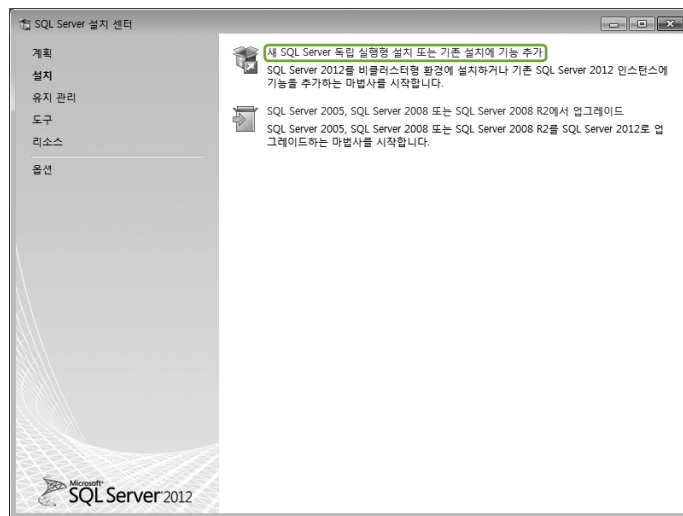 SQL Server 설치 센터
계획
설치
유지 관리
도구
리소스
옵션
새 SQL Server 독립 실행형 설치 또는 기존 설치에 기능 추가
SQL Server 2012를 비클러스터형 환경에 설치하거나 기존 SQL Server 2012 인스턴스에
기능을 추가하는 마법사를 시작합니다.
SQL Server 2005, SQL Server 2008 또는 SQL Server 2008 R2에서 업그레이드
SQL Server 2005, SQL Server 2008 또는 SQL Server 2008 R2를 SQL Server 2012로 업
그레이드하는 마법사를 시작합니다.
Microsoft
SQL Server 2012